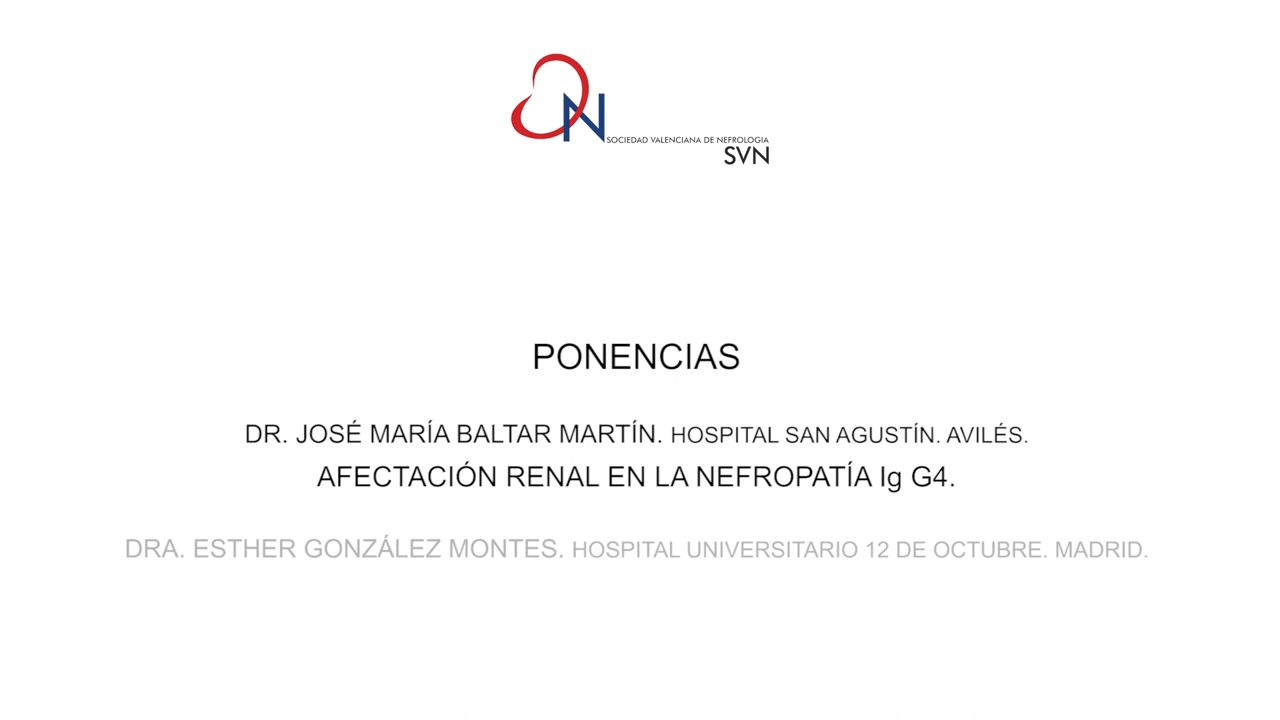 N
SOCIEDAD VALENCIANA DE NEFROLOGIA
SVN
PONENCIAS
DR. JOSÉ MARÍA BALTAR MARTÍN. HOSPITAL SAN AGUSTÍN. AVILÉS.
AFECTACIÓN RENAL EN LA NEFROPATÍA Ig G4.
DRA. ESTHER GONZÁLEZ MONTES. HOSPITAL UNIVERSITARIO 12 DE OCTUBRE. MADRID.